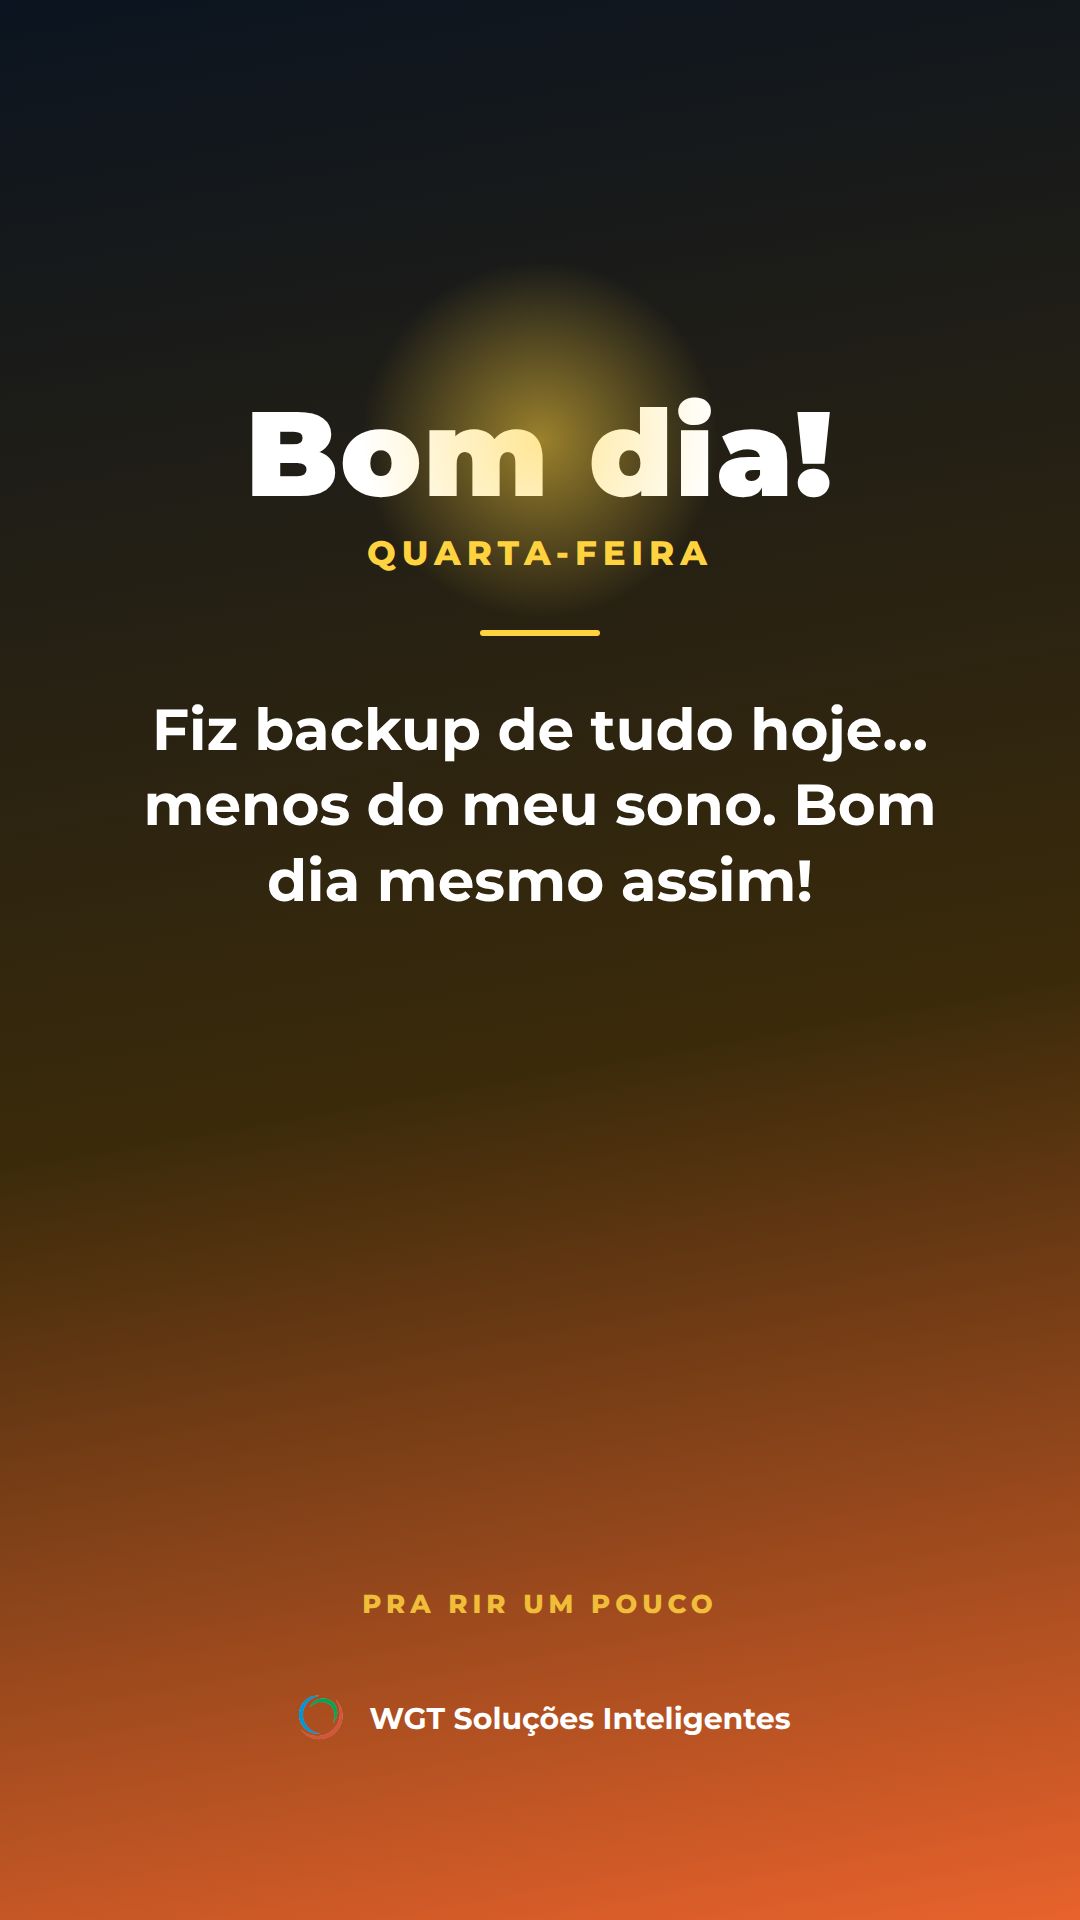 Bom dia!
QUARTA-FEIRA
Fiz backup de tudo hoje...
menos do meu sono. Bom
dia mesmo assim!
PRA RIR UM POUCO
WGT Soluções Inteligentes